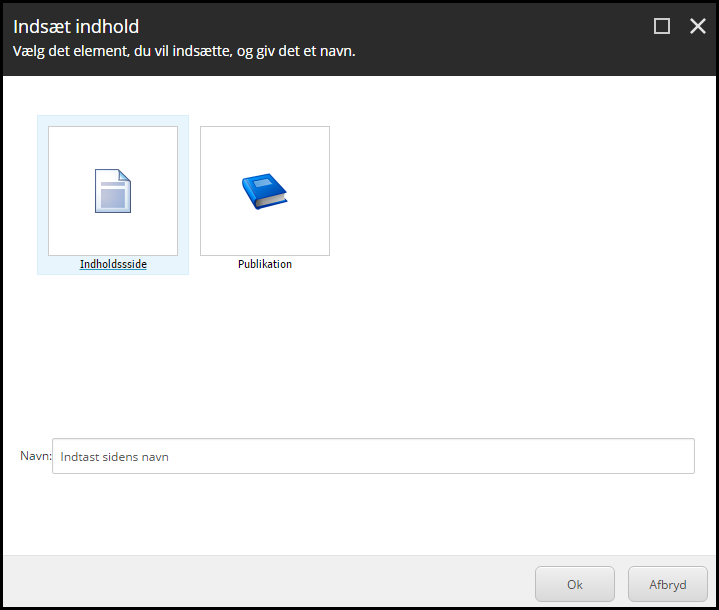 Indsæt indhold
Vælg det element, du vil indsætte, og giv det et navn.
Indholdssside
Publikation
Navn:
Indtast sidens navn
Ok
Afbryd